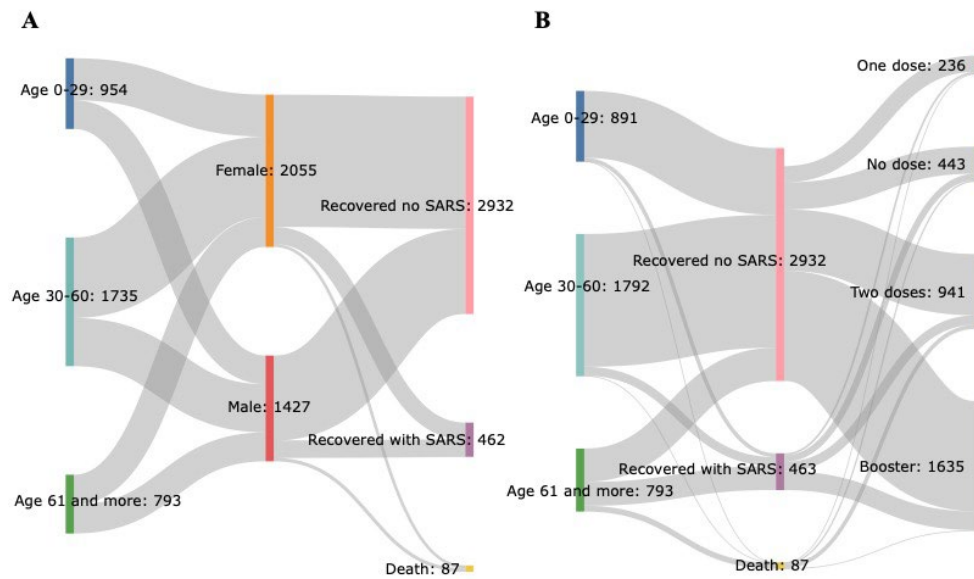 A
Age 0-29: 954
Female: 2055
Recovered no SARS: 2932
Age 30-60: 1735
Male: 1427
Recovered with SARS: 462
Age 61 and more: 793
Death: 87
B
One dose: 236
Age 0-29: 891
No dose: 443
Recovered no SARS: 2932
Age 30-60: 1792
Two doses: 941
Recovered with SARS: 463
Booster: 1635
Age 61 and more: 793
Death: 87